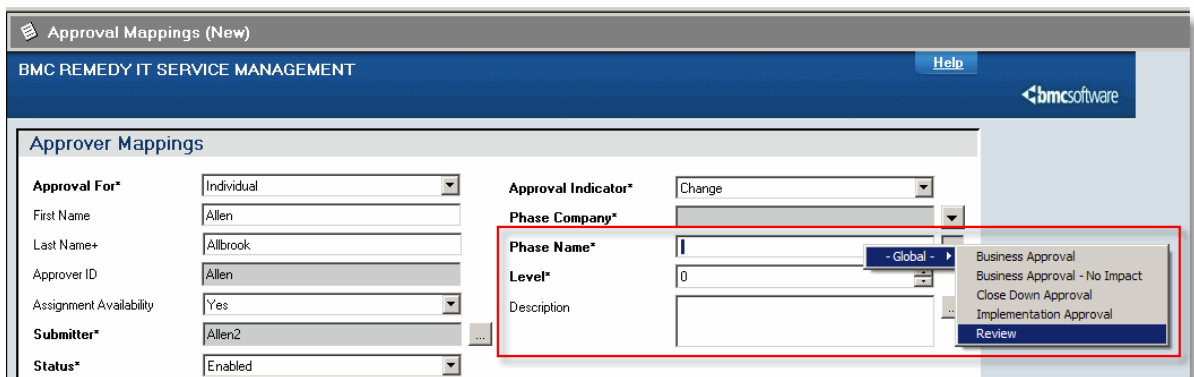 Approval Mappings (New)
BMC REMEDY IT SERVICE MANAGEMENT
Help
bmcsoftware
Approver Mappings
Approval For* Individual
First Name Allen
Last Name+ Allbrook
Approver ID Allen
Assignment Availability Yes
Submitter* Allen2 ...
Status* Enabled
Approval Indicator* Change
Phase Company*
Phase Name*
Level* 0
Description
- Global -
Business Approval
Business Approval - No Impact
Close Down Approval
Implementation Approval
Review